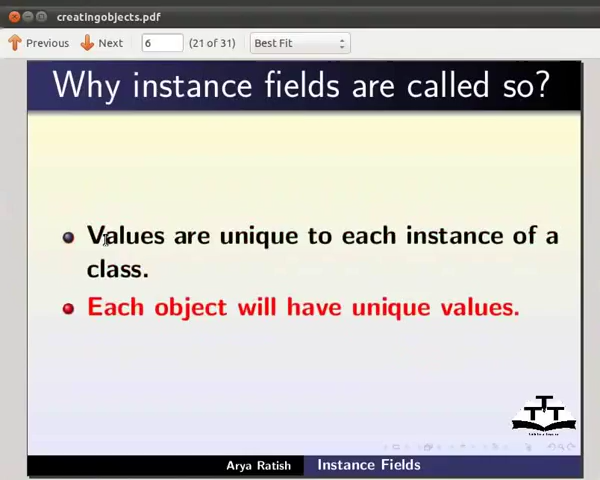 creatingobjects.pdf
Previous Next 6 (21 of 31) Best Fit
Why instance fields are called so?
Values are unique to each instance of a
class.
Each object will have unique values.
TTT
Arya Ratish Instance Fields